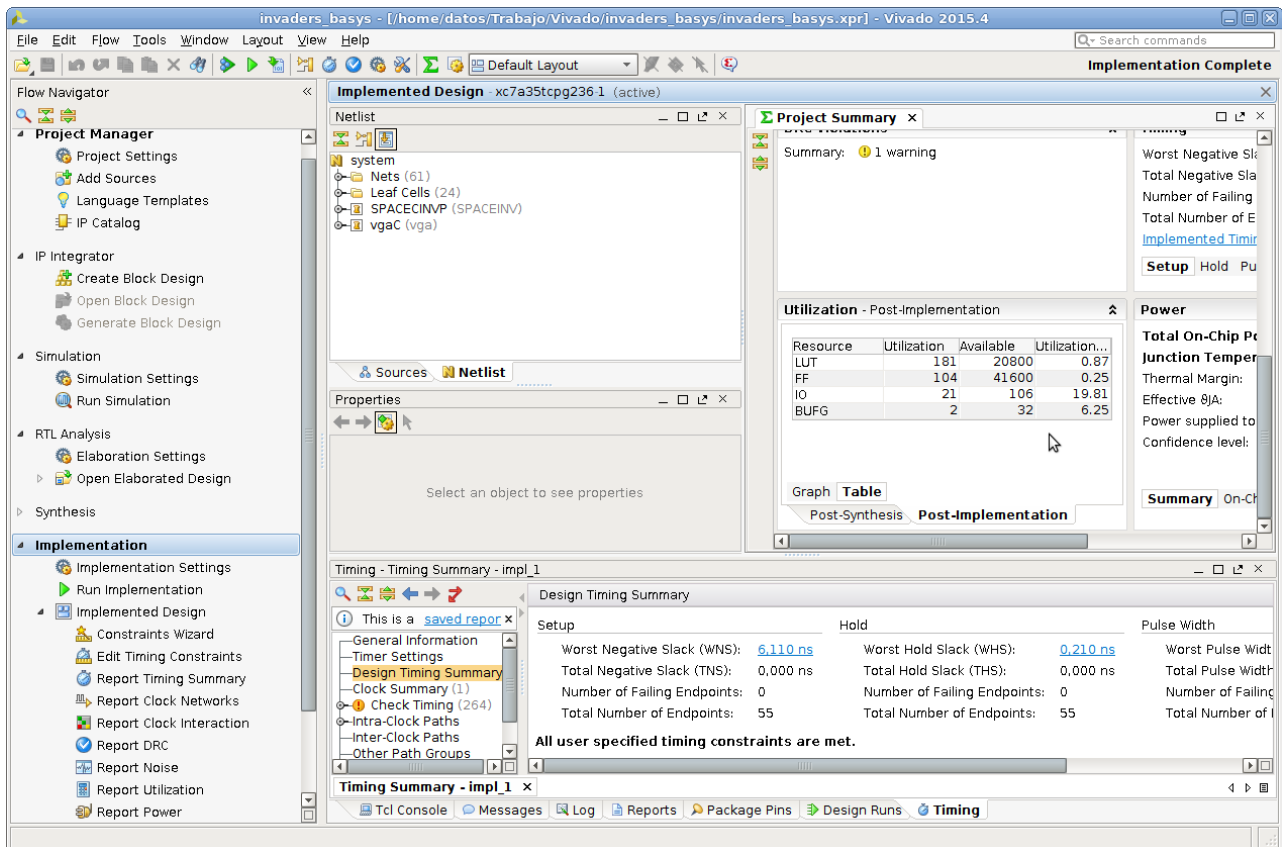 invaders_basys - [/home/datos/Trabajo/Vivado/invaders_basys/invaders_basys.xpr] - Vivado 2015.4
File Edit Flow Tools Window Layout View Help
Search commands
Default Layout
Implementation Complete
Flow Navigator
Project Manager
Project Settings
Add Sources
Language Templates
IP Catalog
IP Integrator
Create Block Design
Open Block Design
Generate Block Design
Simulation
Simulation Settings
Run Simulation
RTL Analysis
Elaboration Settings
Open Elaborated Design
Synthesis
Implementation
Implementation Settings
Run Implementation
Implemented Design
Constraints Wizard
Edit Timing Constraints
Report Timing Summary
Report Clock Networks
Report Clock Interaction
Report DRC
Report Noise
Report Utilization
Report Power
Implemented Design - xc7a35tcpg236-1 (active)
Netlist
system
Nets (61)
Leaf Cells (24)
SPACECINVP (SPACEINV)
vgaC (vga)
Sources Netlist
Properties
Select an object to see properties
Project Summary
DRC Violations
Summary: 1 warning
Timing
Worst Negative Sla
Total Negative Sla
Number of Failing
Total Number of E
Implemented Timir
Setup Hold Pu
Utilization - Post-Implementation
Resource Utilization Available Utilization...
LUT 181 20800 0.87
FF 104 41600 0.25
IO 21 106 19.81
BUFG 2 32 6.25
Graph Table
Post-Synthesis Post-Implementation
Power
Total On-Chip Po
Junction Temper
Thermal Margin:
Effective ϑJA:
Power supplied to
Confidence level:
Summary On-Ch
Timing - Timing Summary - impl_1
This is a saved repor
General Information
Timer Settings
Design Timing Summary
Clock Summary (1)
Check Timing (264)
Intra-Clock Paths
Inter-Clock Paths
Other Path Groups
Design Timing Summary
Setup Hold Pulse Width
Worst Negative Slack (WNS): 6,110 ns Worst Hold Slack (WHS): 0,210 ns Worst Pulse Widt
Total Negative Slack (TNS): 0,000 ns Total Hold Slack (THS): 0,000 ns Total Pulse Width
Number of Failing Endpoints: 0 Number of Failing Endpoints: 0 Number of Failing
Total Number of Endpoints: 55 Total Number of Endpoints: 55 Total Number of
All user specified timing constraints are met.
Timing Summary - impl_1
Tcl Console Messages Log Reports Package Pins Design Runs Timing